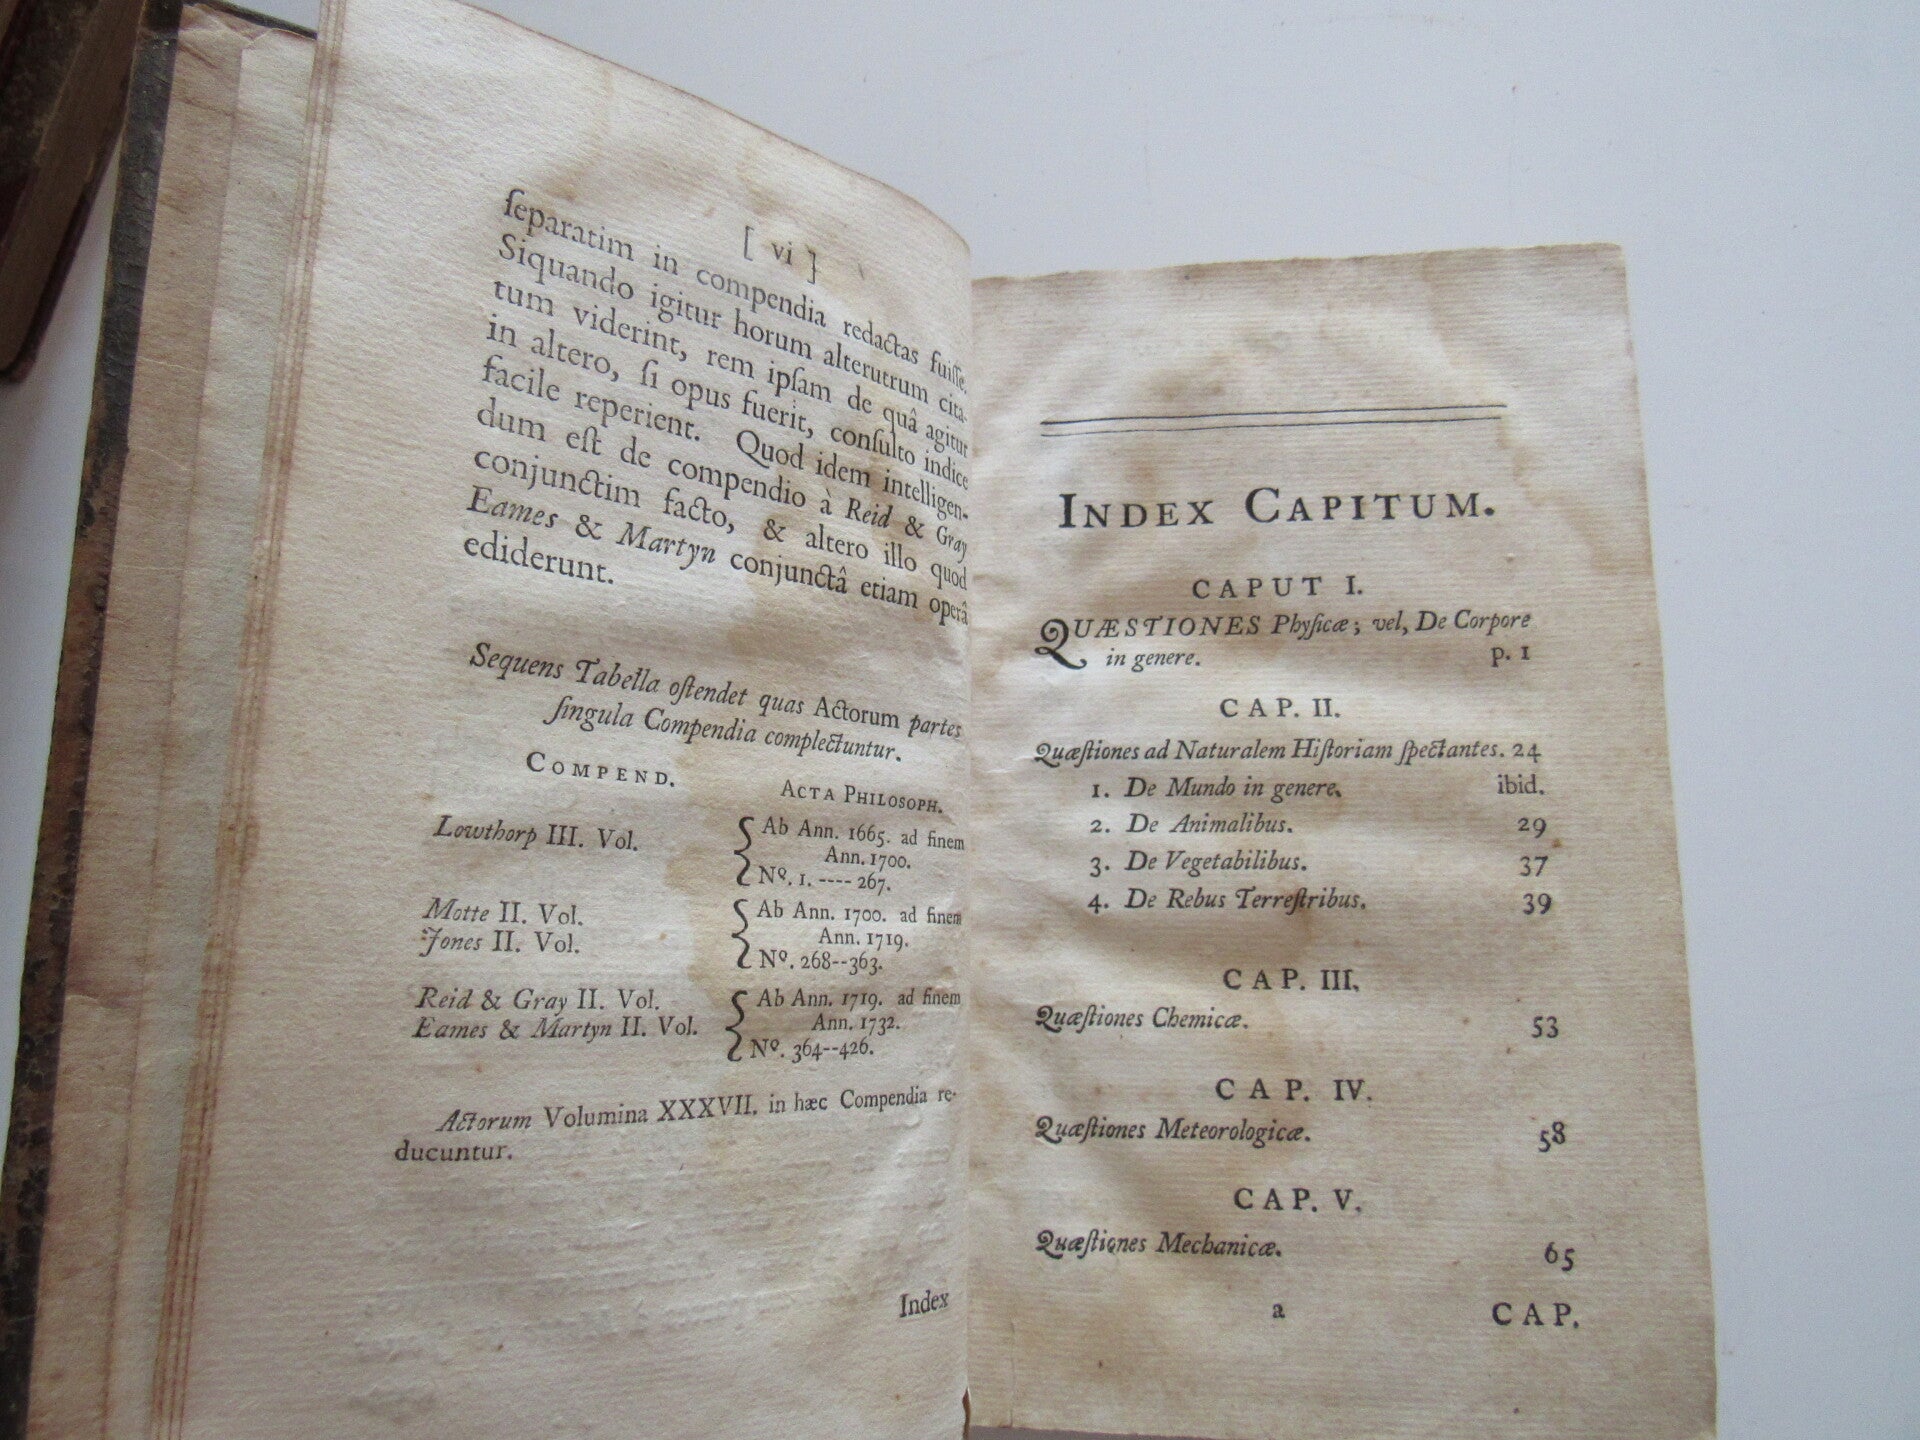 [ vi ]
ſeparatim in compendia redactas fuiſſe.
Siquando igitur horum alterutrum cita-
tum viderint, rem ipſam de quâ agitur
in altero, ſi opus fuerit, conſulto indice
facile reperient. Quod idem intelligen-
dum eſt de compendio à Reid & Gray
conjunctim facto, & altero illo quod
Eames & Martyn conjunctâ etiam operâ
ediderunt.
Sequens Tabella oſtendet quas Actorum partes
ſingula Compendia complectuntur.
COMPEND. ACTA PHILOSOPH.
Lowthorp III. Vol. { Ab Ann. 1665. ad finem
Ann. 1700.
Nº. 1. ---- 267.
Motte II. Vol. { Ab Ann. 1700. ad finem
Jones II. Vol. Ann. 1719.
Nº. 268--363.
Reid & Gray II. Vol. { Ab Ann. 1719. ad finem
Eames & Martyn II. Vol. Ann. 1732.
Nº. 364--426.
Actorum Volumina XXXVII. in hæc Compendia re-
ducuntur.
Index
INDEX CAPITUM.
CAPUT I.
QUÆSTIONES Phyſicæ; vel, De Corpore
in genere. p. 1
CAP. II.
Quæſtiones ad Naturalem Hiſtoriam ſpectantes. 24
1. De Mundo in genere. ibid.
2. De Animalibus. 29
3. De Vegetabilibus. 37
4. De Rebus Terreſtribus. 39
CAP. III.
Quæſtiones Chemicæ. 53
CAP. IV.
Quæſtiones Meteorologicæ. 58
CAP. V.
Quæſtiones Mechanicæ. 65
a CAP.